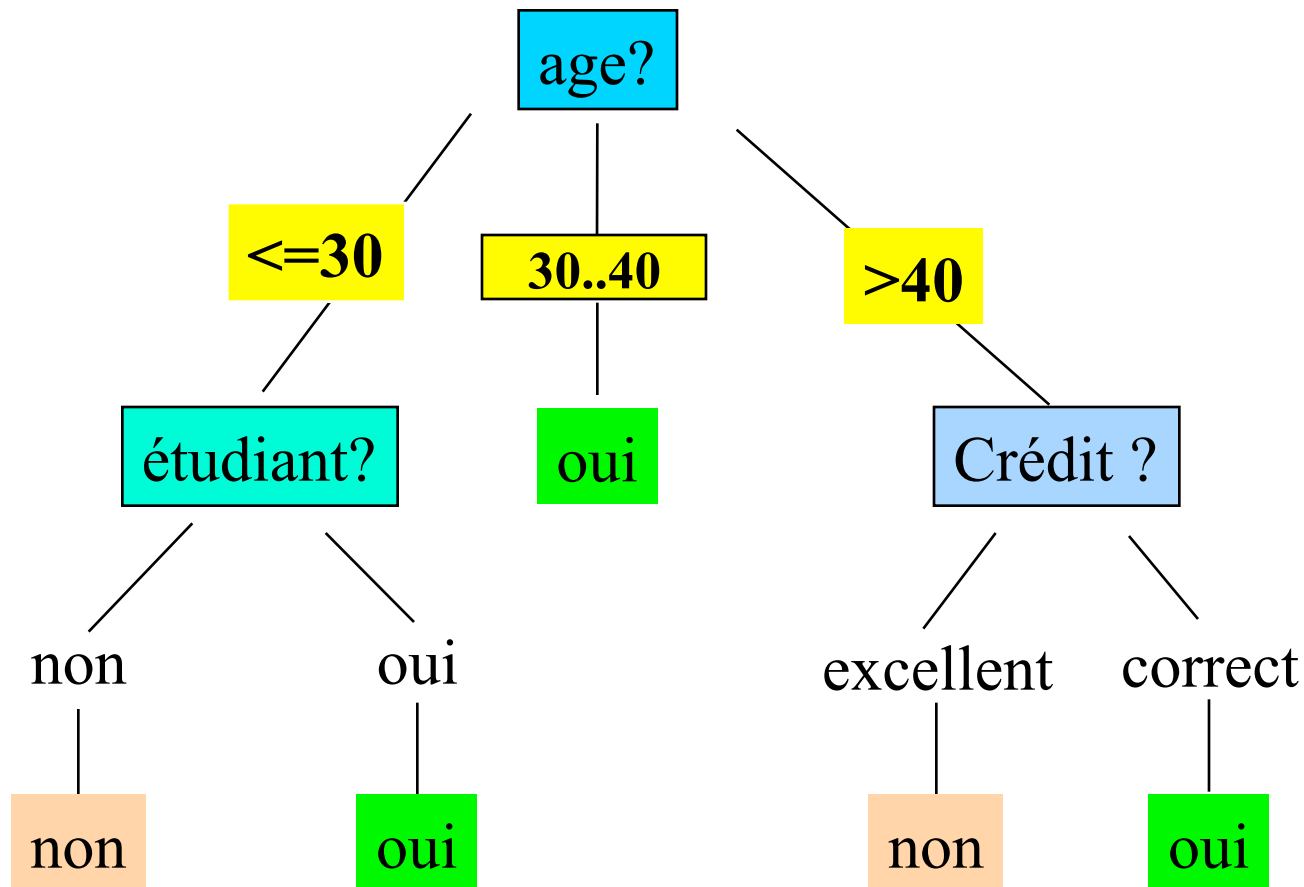 age?
<=30
30..40
>40
étudiant?
oui
Crédit ?
non
oui
excellent
correct
non
oui
non
oui